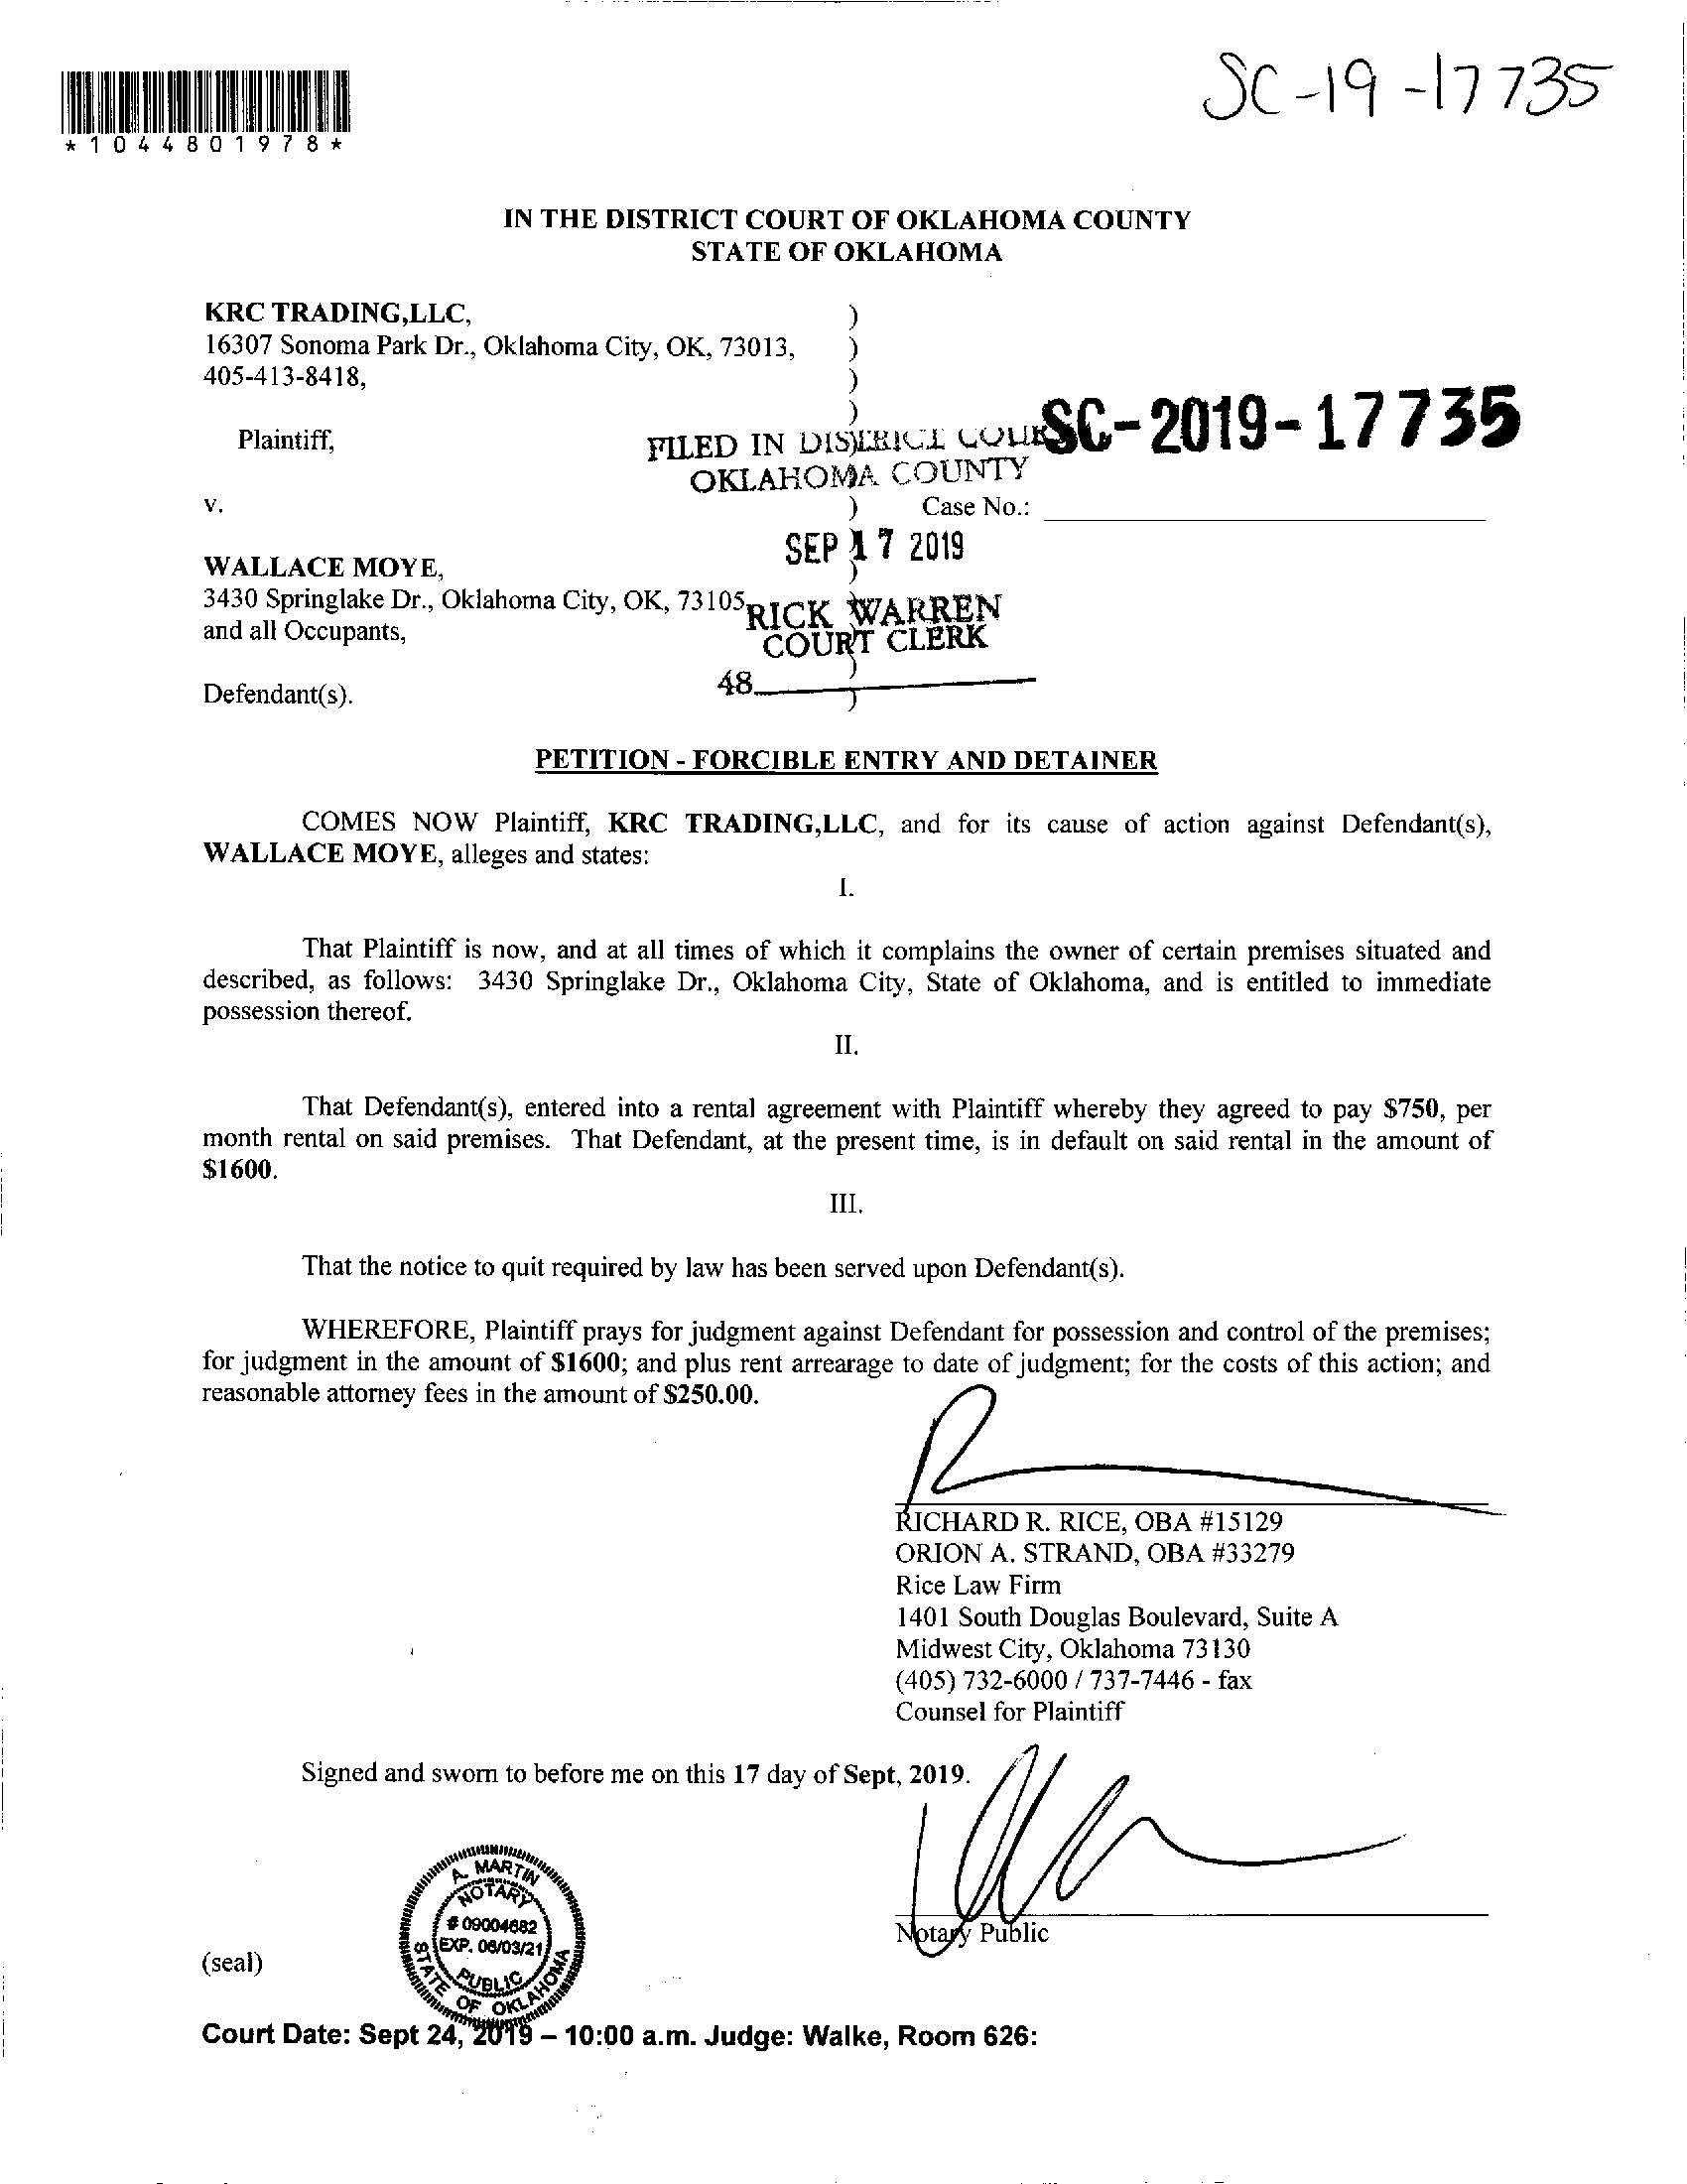 SC-19-17735
*1044801978*
IN THE DISTRICT COURT OF OKLAHOMA COUNTY
STATE OF OKLAHOMA
KRC TRADING,LLC, )
16307 Sonoma Park Dr., Oklahoma City, OK, 73013, )
405-413-8418, )
)
SC-2019-17735
Plaintiff,
FILED IN DISTRICT COURT
OKLAHOMA COUNTY
v. ) Case No.:
SEP 17 2019
)
WALLACE MOYE,
3430 Springlake Dr., Oklahoma City, OK, 73105
RICK WARREN
and all Occupants,
COURT CLERK
)
48
Defendant(s). )
PETITION - FORCIBLE ENTRY AND DETAINER
COMES NOW Plaintiff, KRC TRADING,LLC, and for its cause of action against Defendant(s),
WALLACE MOYE, alleges and states:
I.
That Plaintiff is now, and at all times of which it complains the owner of certain premises situated and
described, as follows: 3430 Springlake Dr., Oklahoma City, State of Oklahoma, and is entitled to immediate
possession thereof.
II.
That Defendant(s), entered into a rental agreement with Plaintiff whereby they agreed to pay $750, per
month rental on said premises. That Defendant, at the present time, is in default on said rental in the amount of
$1600.
III.
That the notice to quit required by law has been served upon Defendant(s).
WHEREFORE, Plaintiff prays for judgment against Defendant for possession and control of the premises;
for judgment in the amount of $1600; and plus rent arrearage to date of judgment; for the costs of this action; and
reasonable attorney fees in the amount of $250.00.
RICHARD R. RICE, OBA #15129
ORION A. STRAND, OBA #33279
Rice Law Firm
1401 South Douglas Boulevard, Suite A
Midwest City, Oklahoma 73130
(405) 732-6000 / 737-7446 - fax
Counsel for Plaintiff
Signed and sworn to before me on this 17 day of Sept, 2019.
A. MARTIN
NOTARY
# 09004682
EXP. 06/03/21
PUBLIC
STATE OF OKLAHOMA
Notary Public
(seal)
Court Date: Sept 24, 2019 – 10:00 a.m. Judge: Walke, Room 626: